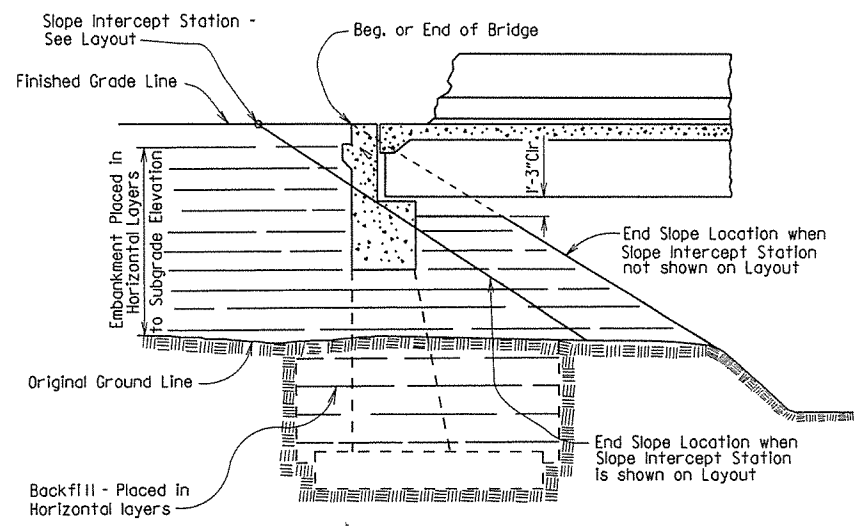 Slope Intercept Station -
See Layout
Beg. or End of Bridge
Finished Grade Line
Embankment Placed in
Horizontal Layers
to Subgrade Elevation
1'-3"Clr.
End Slope Location when
Slope Intercept Station
not shown on Layout
Original Ground Line
End Slope Location when
Slope Intercept Station
is shown on Layout
Backfill - Placed in
Horizontal layers